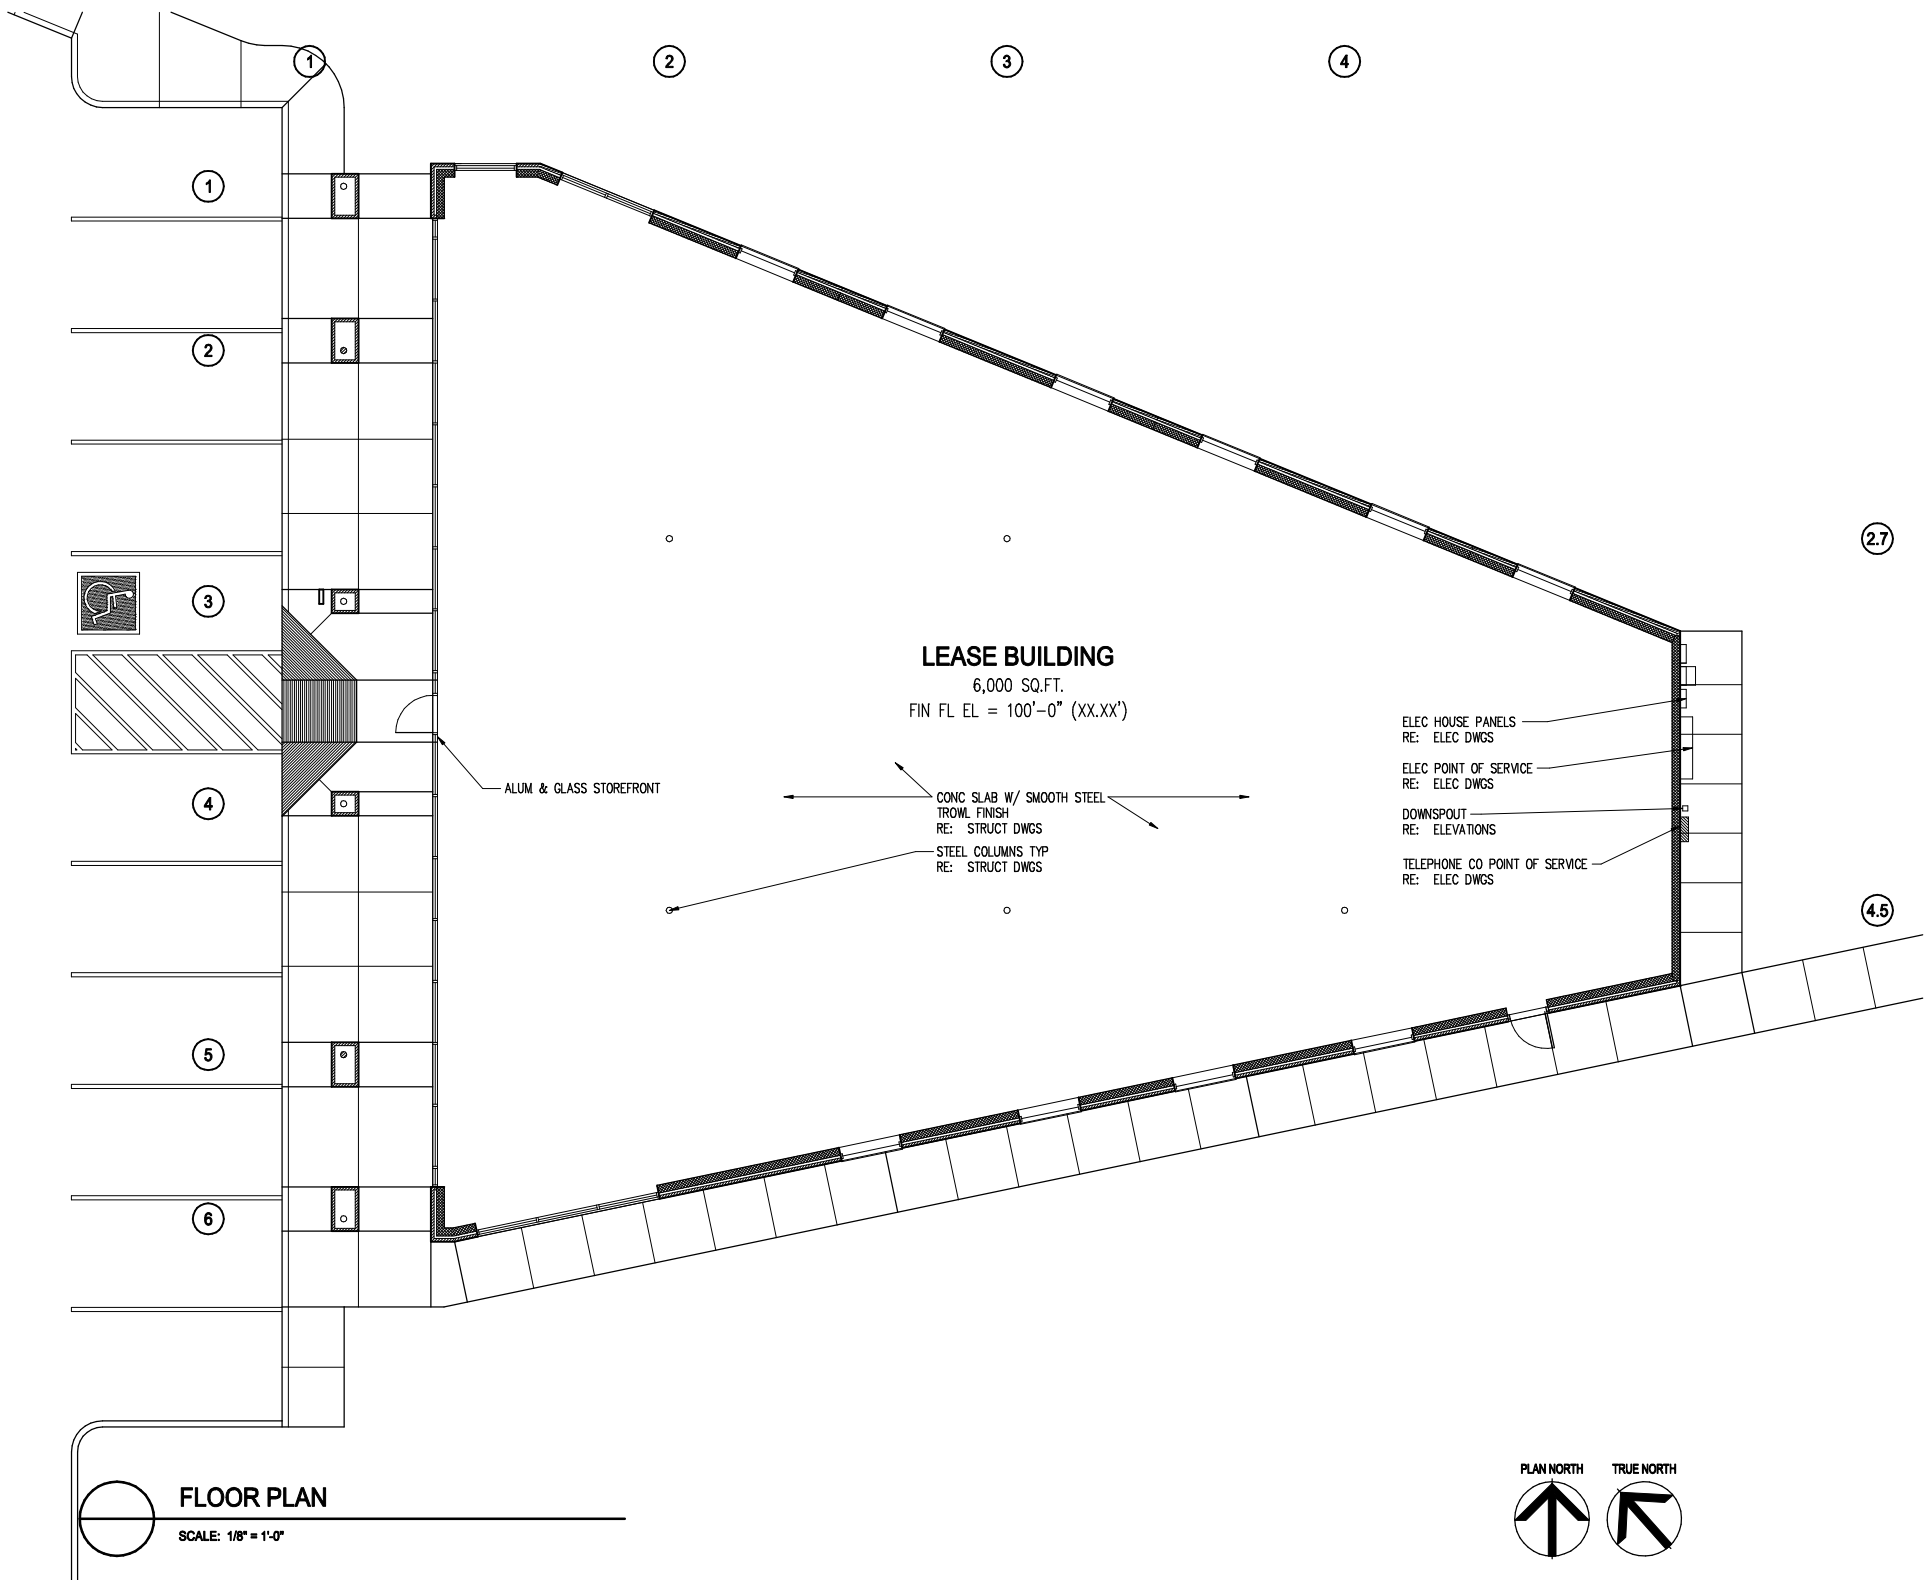 1
2
3
4
1
2
2.7
3
LEASE BUILDING
6,000 SQ.FT.
FIN FL EL = 100'-0" (XX.XX')
ELEC HOUSE PANELS
RE: ELEC DWGS
ELEC POINT OF SERVICE
RE: ELEC DWGS
ALUM & GLASS STOREFRONT
4
CONC SLAB W/ SMOOTH STEEL
TROWL FINISH
RE: STRUCT DWGS
DOWNSPOUT
RE: ELEVATIONS
STEEL COLUMNS TYP
RE: STRUCT DWGS
TELEPHONE CO POINT OF SERVICE
RE: ELEC DWGS
4.5
5
6
PLAN NORTH
TRUE NORTH
FLOOR PLAN
SCALE: 1/8" = 1'-0"